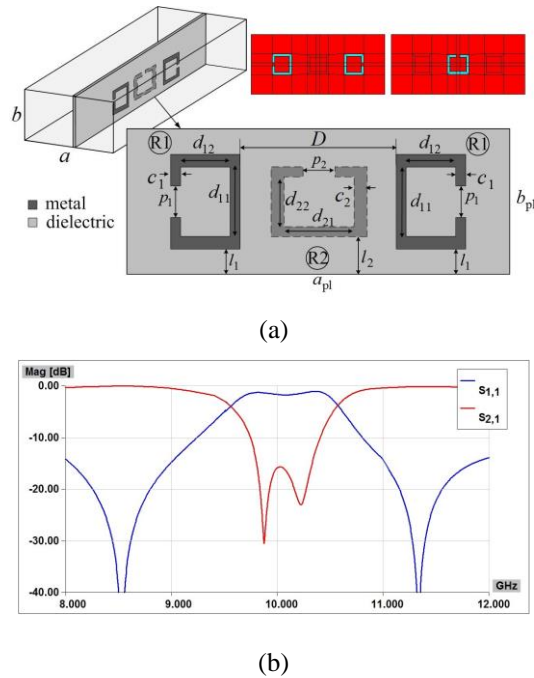 b
a
metal
dielectric
R1
R1
d12
D
d12
c1
p1
d11
p2
d22
c2
d21
d11
c1
p1
bpl
l1
R2
l2
l1
apl
(a)
Mag [dB]
0.00
-10.00
-20.00
-30.00
-40.00
S1,1
S2,1
GHz
8.000 9.000 10.000 11.000 12.000
(b)